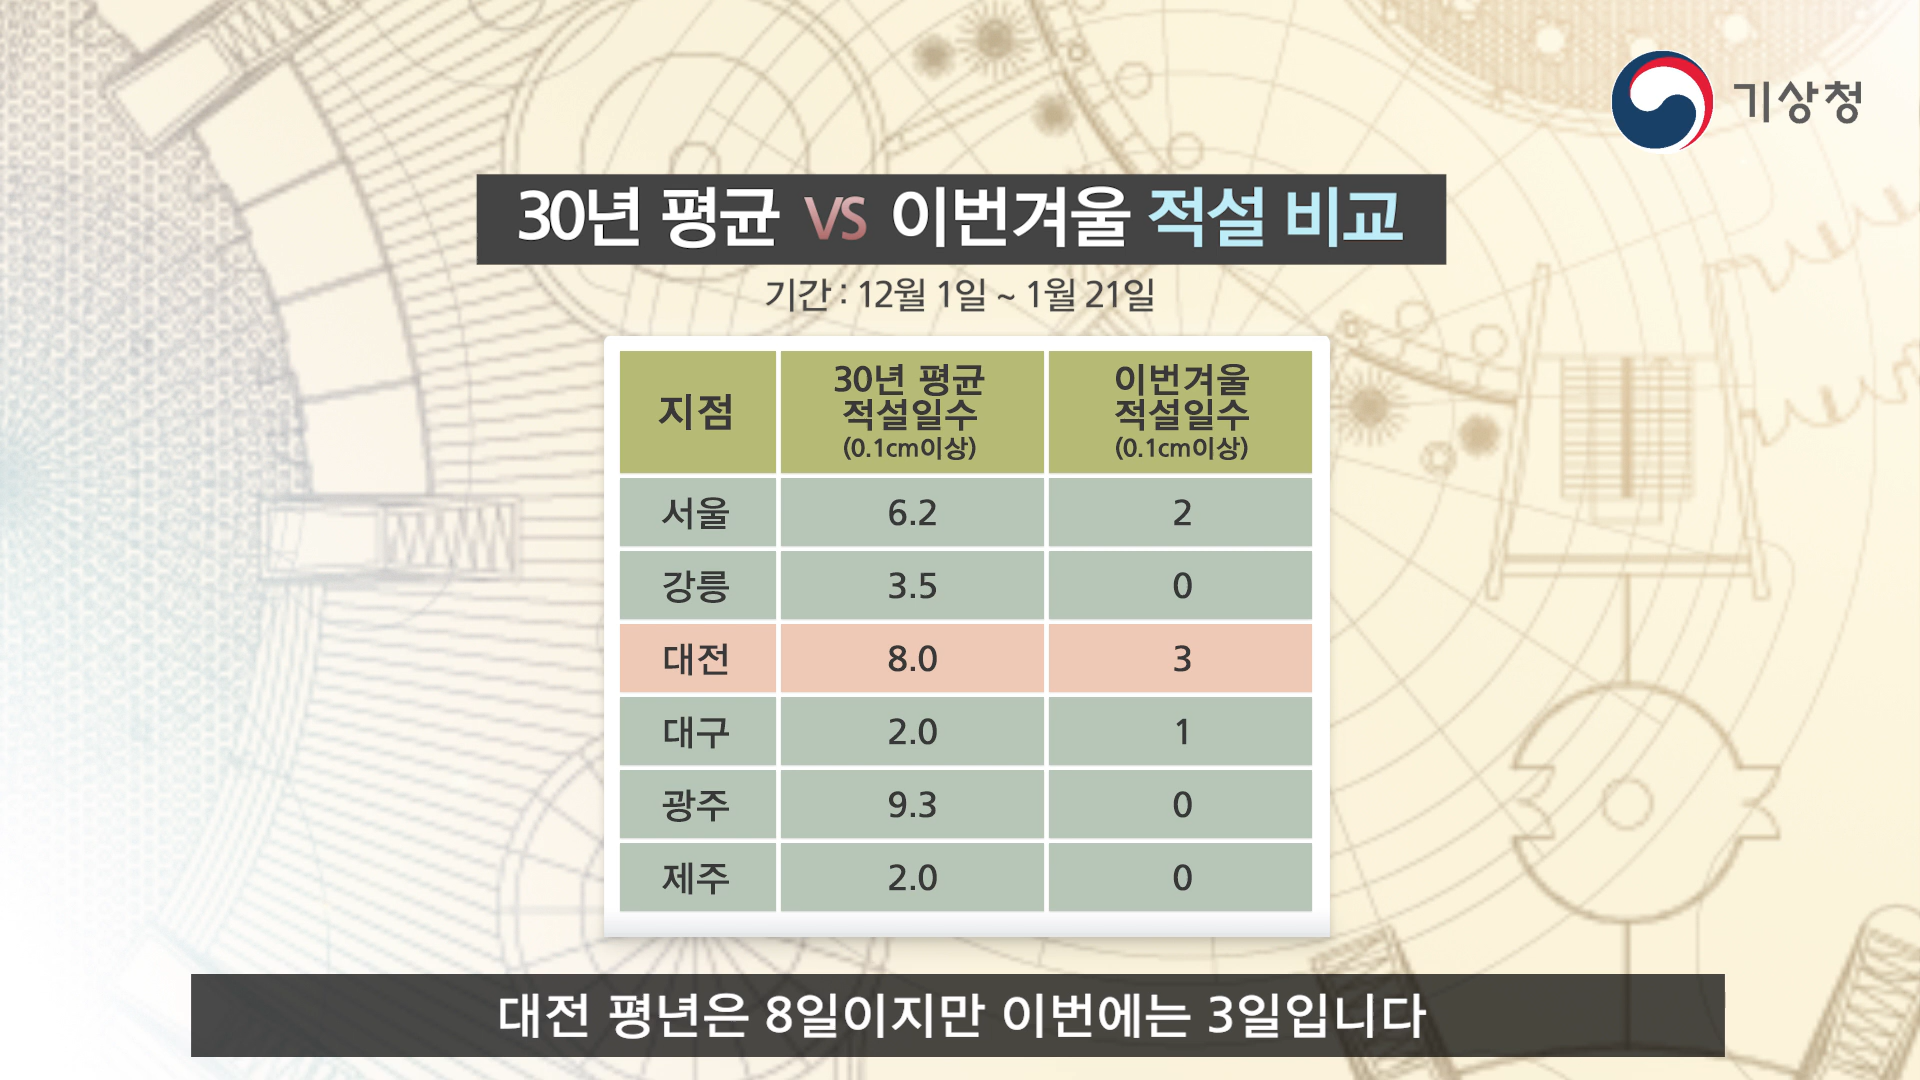 기상청
30년 평균 VS 이번겨울 적설 비교
기간 : 12월 1일 ~ 1월 21일
지점 30년 평균 적설일수 (0.1cm이상) 이번겨울 적설일수 (0.1cm이상)
서울 6.2 2
강릉 3.5 0
대전 8.0 3
대구 2.0 1
광주 9.3 0
제주 2.0 0
대전 평년은 8일이지만 이번에는 3일입니다